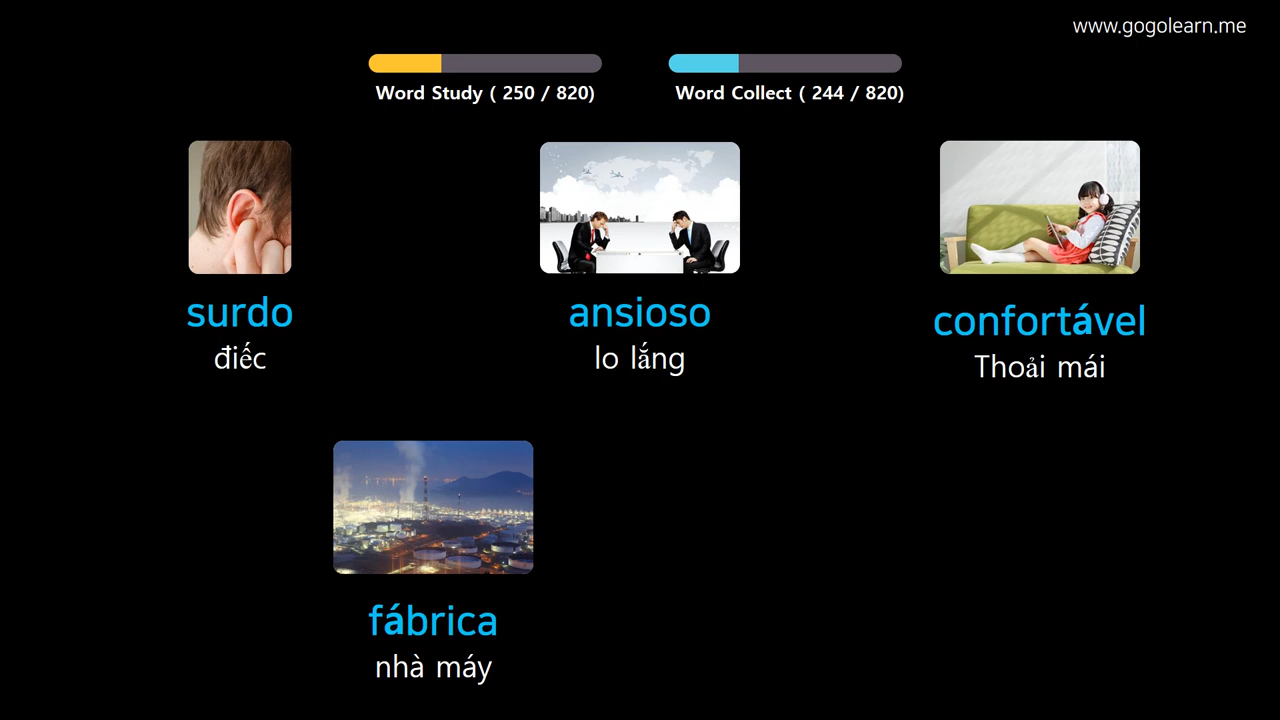 www.gogolearn.me
Word Study ( 250 / 820)
Word Collect ( 244 / 820)
surdo
điếc
ansioso
lo lắng
confortável
Thoải mái
fábrica
nhà máy